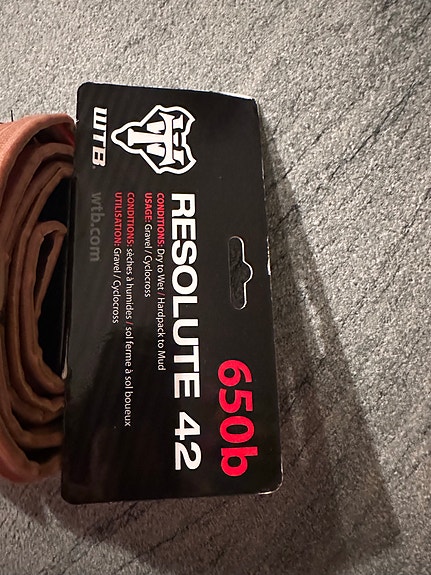 650b
RESOLUTE 42
CONDITIONS: Dry to Wet / Hardpack to Mud
USAGE: Gravel / Cyclocross
CONDITIONS: sèches à humides / sol ferme à sol boueux
UTILISATION: Gravel / Cyclocross
WTB.
wtb.com